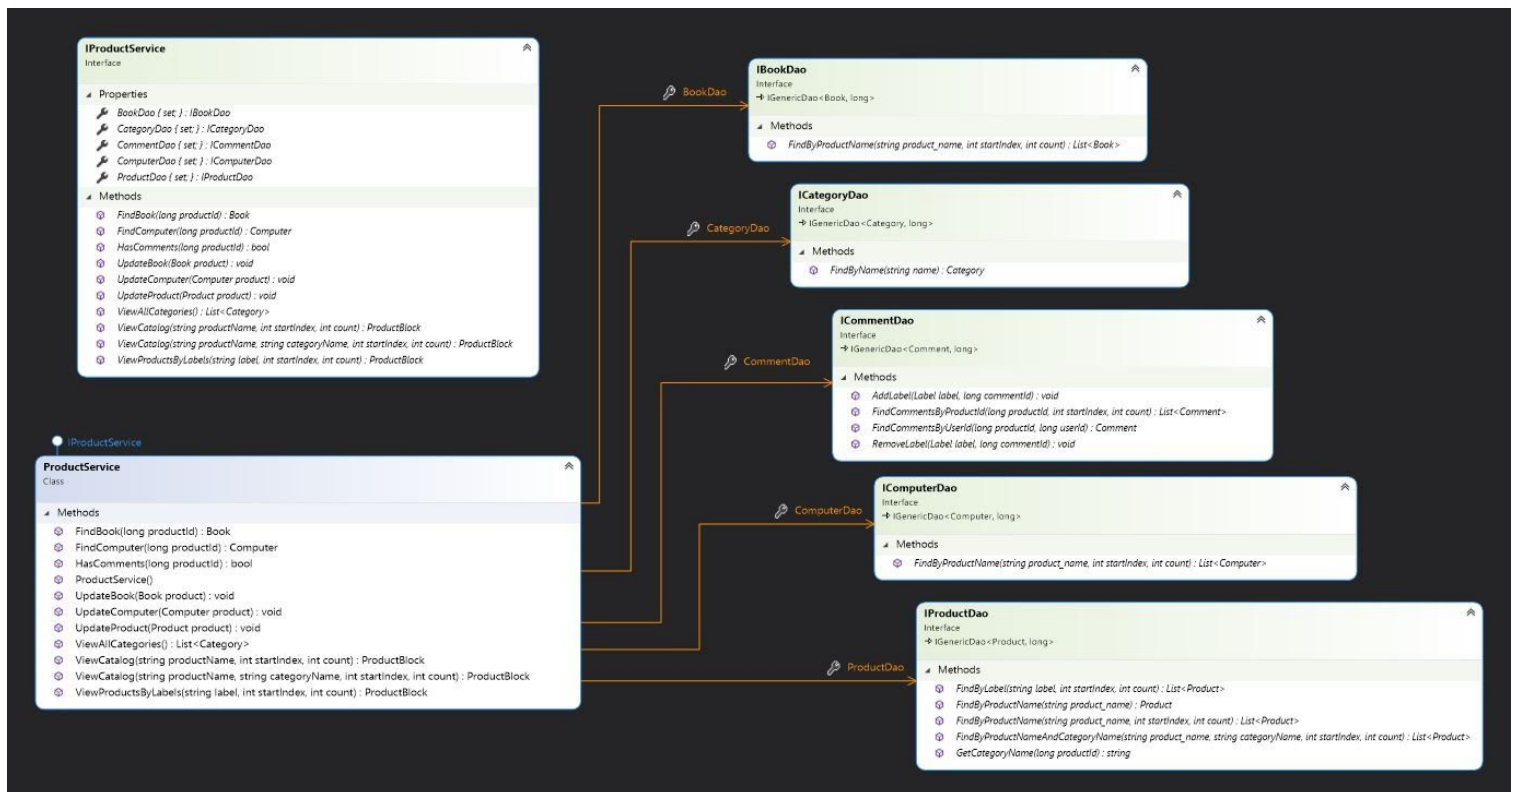 IProductService
Interface
Properties
BookDao { set; } : IBookDao
CategoryDao { set; } : ICategoryDao
CommentDao { set; } : ICommentDao
ComputerDao { set; } : IComputerDao
ProductDao { set; } : IProductDao
Methods
FindBook(long productId) : Book
FindComputer(long productId) : Computer
HasComments(long productId) : bool
UpdateBook(Book product) : void
UpdateComputer(Computer product) : void
UpdateProduct(Product product) : void
ViewAllCategories() : List<Category>
ViewCatalog(string productName, int startIndex, int count) : ProductBlock
ViewCatalog(string productName, string categoryName, int startIndex, int count) : ProductBlock
ViewProductsByLabels(string label, int startIndex, int count) : ProductBlock
IProductService
ProductService
Class
Methods
FindBook(long productId) : Book
FindComputer(long productId) : Computer
HasComments(long productId) : bool
ProductService()
UpdateBook(Book product) : void
UpdateComputer(Computer product) : void
UpdateProduct(Product product) : void
ViewAllCategories() : List<Category>
ViewCatalog(string productName, int startIndex, int count) : ProductBlock
ViewCatalog(string productName, string categoryName, int startIndex, int count) : ProductBlock
ViewProductsByLabels(string label, int startIndex, int count) : ProductBlock
BookDao
IBookDao
Interface
IGenericDao<Book, long>
Methods
FindByProductName(string product_name, int startIndex, int count) : List<Book>
CategoryDao
ICategoryDao
Interface
IGenericDao<Category, long>
Methods
FindByName(string name) : Category
CommentDao
ICommentDao
Interface
IGenericDao<Comment, long>
Methods
AddLabel(Label label, long commentId) : void
FindCommentsByProductId(long productId, int startIndex, int count) : List<Comment>
FindCommentsByUserId(long productId, long userId) : Comment
RemoveLabel(Label label, long commentId) : void
ComputerDao
IComputerDao
Interface
IGenericDao<Computer, long>
Methods
FindByProductName(string product_name, int startIndex, int count) : List<Computer>
ProductDao
IProductDao
Interface
IGenericDao<Product, long>
Methods
FindByLabel(string label, int startIndex, int count) : List<Product>
FindByProductName(string product_name) : Product
FindByProductName(string product_name, int startIndex, int count) : List<Product>
FindByProductNameAndCategoryName(string product_name, string categoryName, int startIndex, int count) : List<Product>
GetCategoryName(long productId) : string